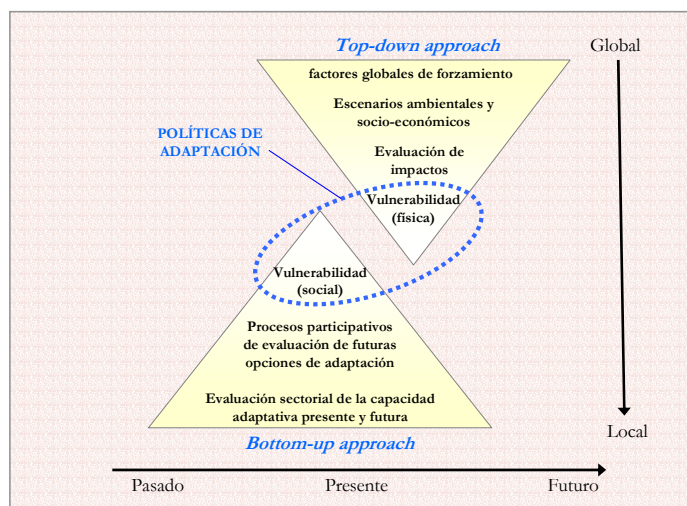 Top-down approach
Global
factores globales de forzamiento
Escenarios ambientales y
socio-económicos
POLÍTICAS DE
ADAPTACIÓN
Evaluación de
impactos
Vulnerabilidad
(física)
Vulnerabilidad
(social)
Procesos participativos
de evaluación de futuras
opciones de adaptación
Evaluación sectorial de la capacidad
adaptativa presente y futura
Bottom-up approach
Local
Pasado
Presente
Futuro